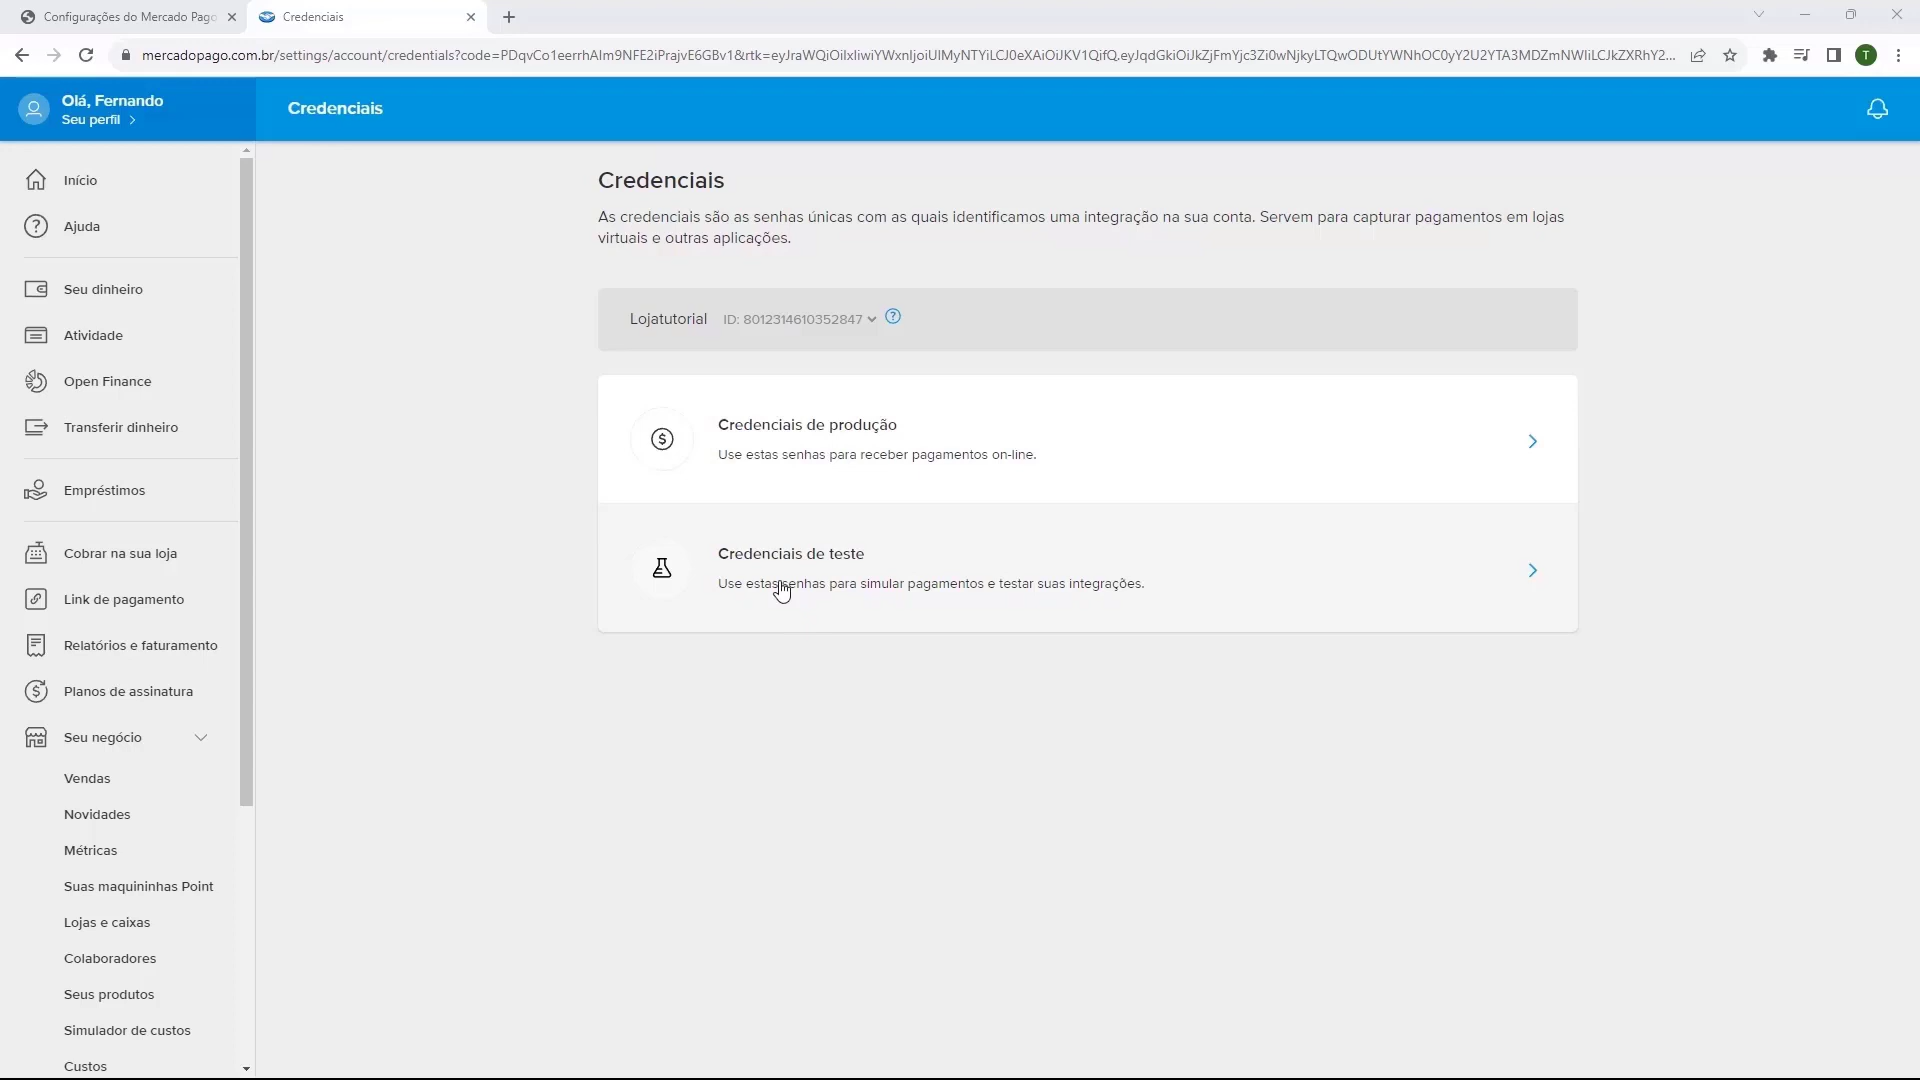 Configurações do Mercado Pago
Credenciais
mercadopago.com.br/settings/account/credentials?code=PDqvCo1eerrhAlm9NFE2iPrajvE6GBv1&rtk=eyJraWQiOiIxIiwiYWxnIjoiUlMyNTYiLCJ0eXAiOiJKV1QifQ.eyJqdGkiOiJkZjFmYjc3Zi0wNjkyLTQwODUtYWNhOC0yY2U2YTA3MDZmNWIiLCJkZXRhY2...
T
Olá, Fernando
Seu perfil
Credenciais
Início
Ajuda
Seu dinheiro
Atividade
Open Finance
Transferir dinheiro
Empréstimos
Cobrar na sua loja
Link de pagamento
Relatórios e faturamento
Planos de assinatura
Seu negócio
Vendas
Novidades
Métricas
Suas maquininhas Point
Lojas e caixas
Colaboradores
Seus produtos
Simulador de custos
Custos
Credenciais
As credenciais são as senhas únicas com as quais identificamos uma integração na sua conta. Servem para capturar pagamentos em lojas
virtuais e outras aplicações.
Lojatutorial ID: 8012314610352847
Credenciais de produção
Use estas senhas para receber pagamentos on-line.
Credenciais de teste
Use estas senhas para simular pagamentos e testar suas integrações.